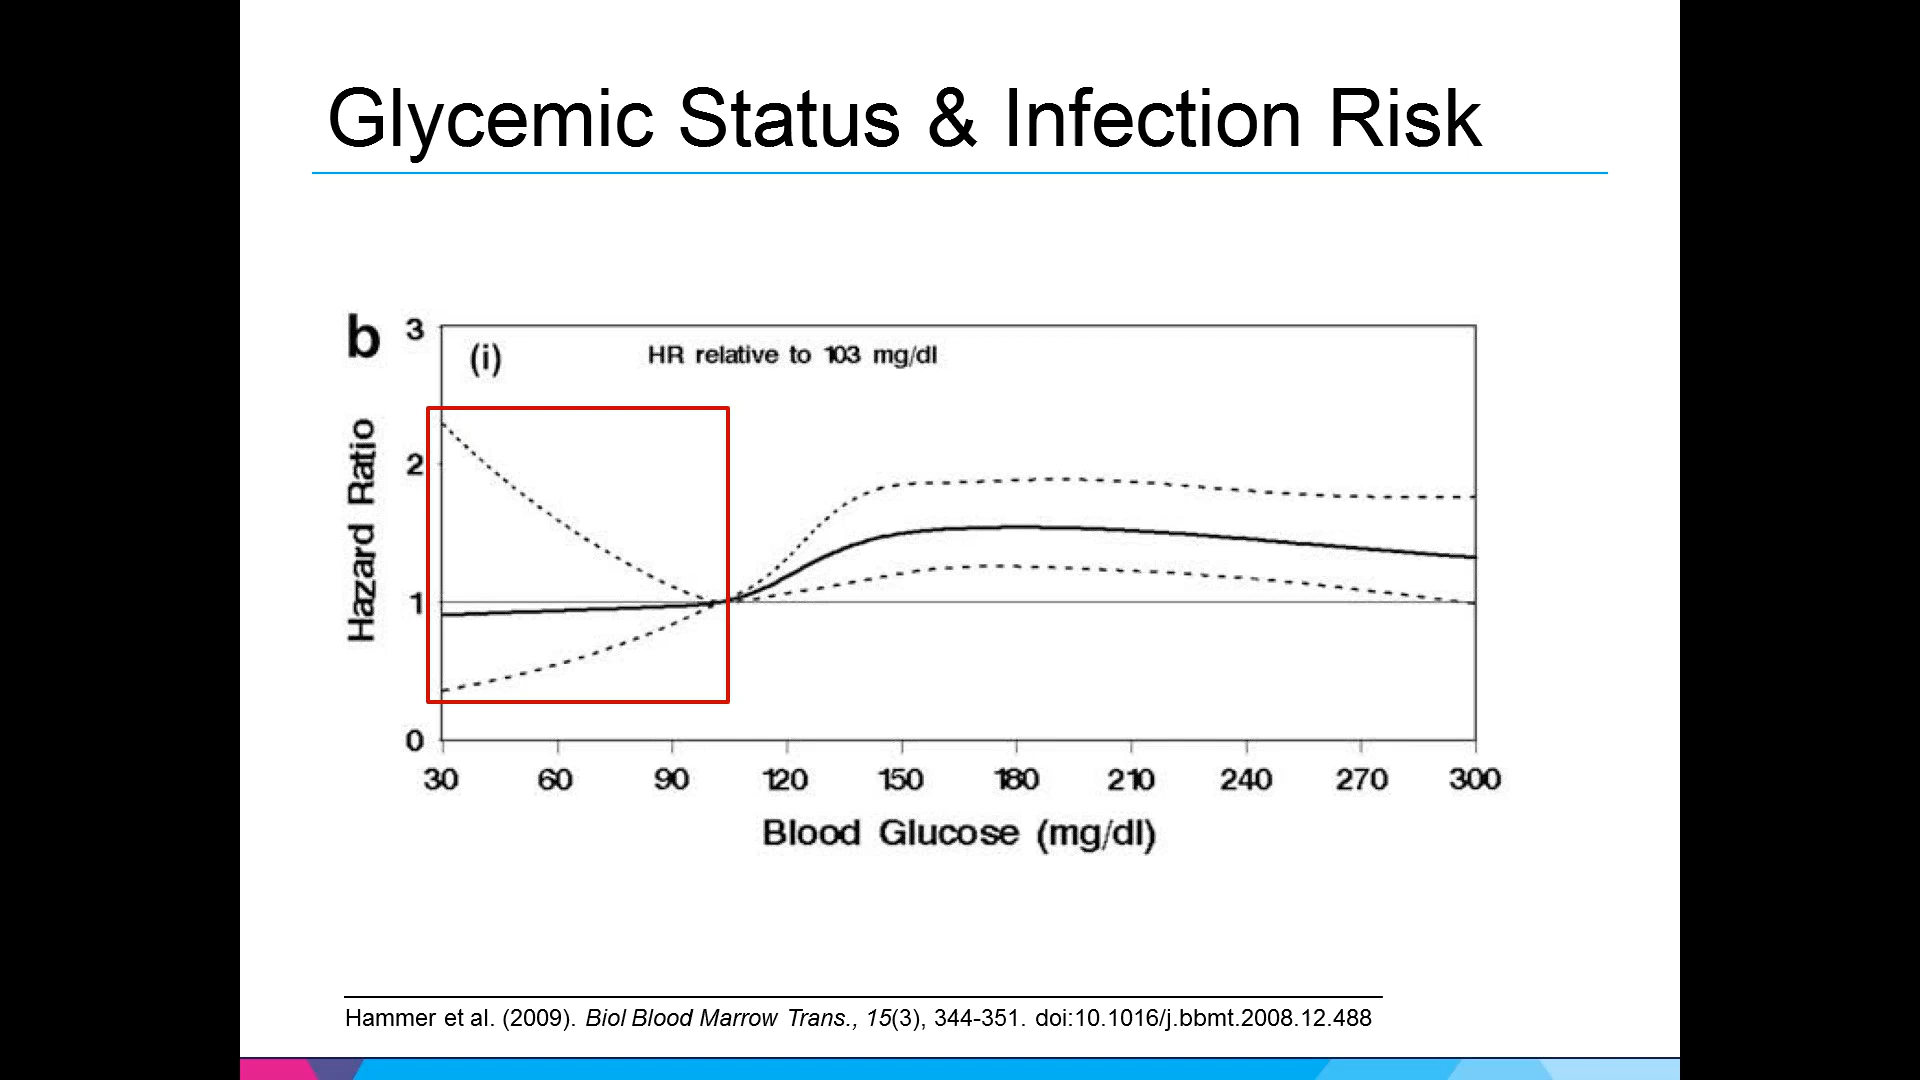 Glycemic Status & Infection Risk
b
(i)
HR relative to 103 mg/dl
Hazard Ratio
3
2
1
0
30 60 90 120 150 180 210 240 270 300
Blood Glucose (mg/dl)
Hammer et al. (2009). Biol Blood Marrow Trans., 15(3), 344-351. doi:10.1016/j.bbmt.2008.12.488